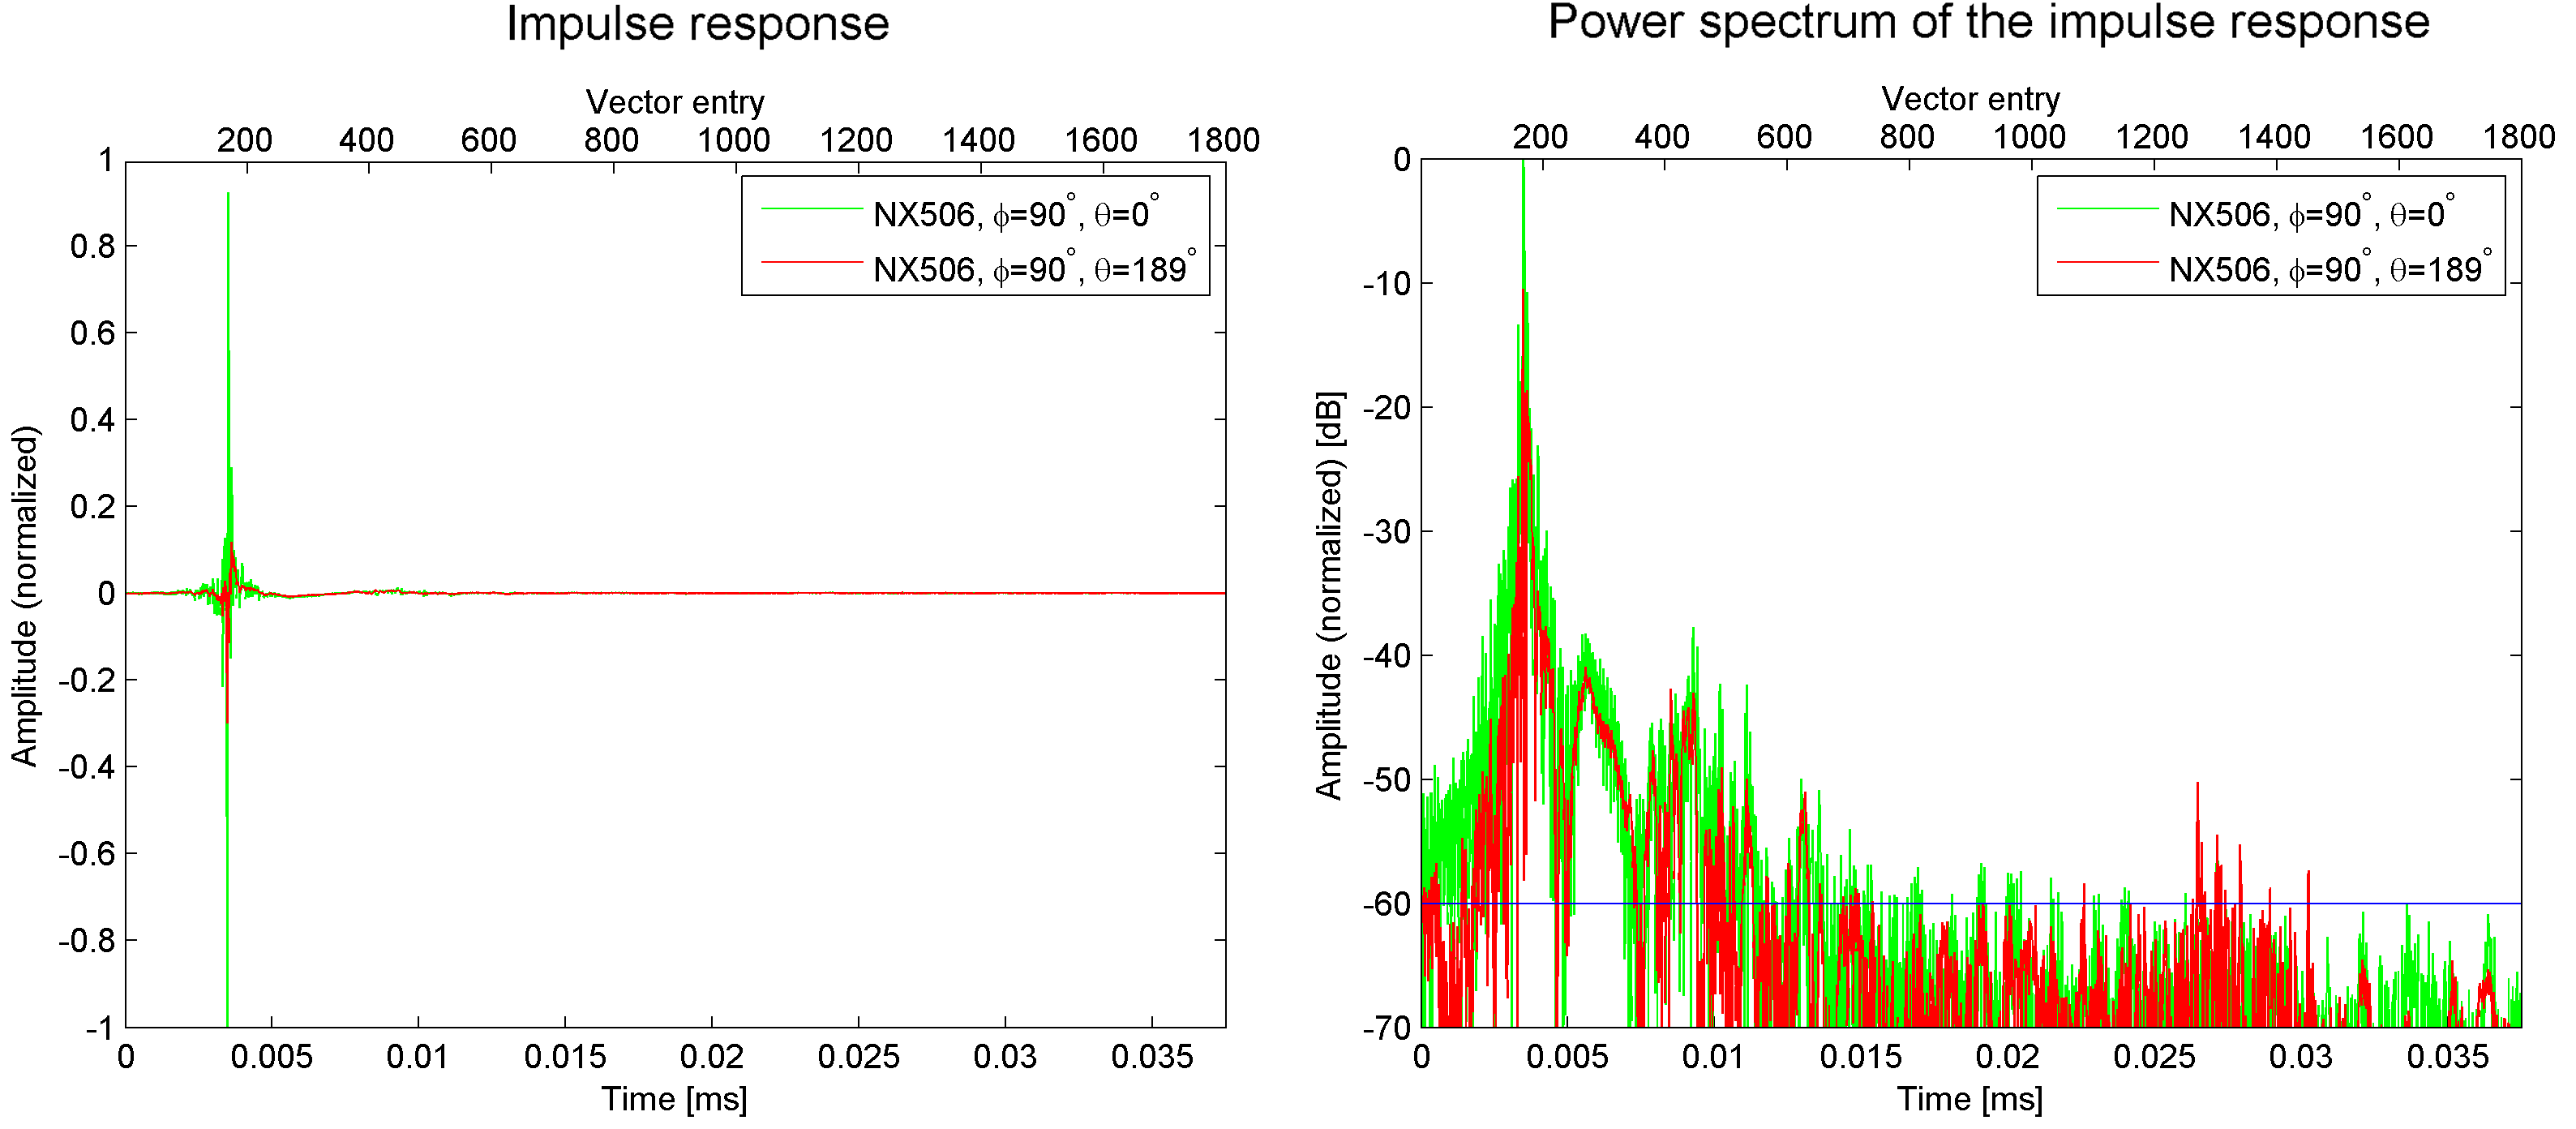 Impulse response
Vector entry
200 400 600 800 1000 1200 1400 1600 1800
1
0.8
0.6
0.4
0.2
0
-0.2
-0.4
-0.6
-0.8
-1
Amplitude (normalized)
NX506, ϕ=90°, θ=0°
NX506, ϕ=90°, θ=189°
0 0.005 0.01 0.015 0.02 0.025 0.03 0.035
Time [ms]
Power spectrum of the impulse response
Vector entry
200 400 600 800 1000 1200 1400 1600 1800
0
-10
-20
-30
-40
-50
-60
-70
Amplitude (normalized) [dB]
NX506, ϕ=90°, θ=0°
NX506, ϕ=90°, θ=189°
0 0.005 0.01 0.015 0.02 0.025 0.03 0.035
Time [ms]